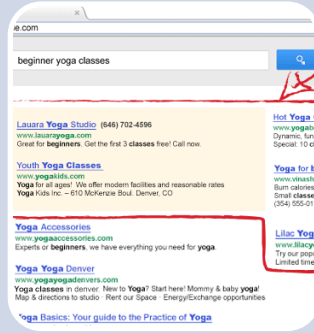 e.com
beginner yoga classes
Lauara Yoga Studio (646) 702-4596
www.lauarayoga.com
Great for beginners. Get the first 3 classes free! Call now.
Youth Yoga Classes
www.yogakids.com
Yoga for all ages! We offer modern facilities and reasonable rates
Yoga Kids Inc. – 610 McKenzie Boul. Denver, CO
Yoga Accessories
www.yogaaccessories.com
Experts or beginners, we have everything you need for yoga.
Yoga Yoga Denver
www.yogayogadenvers.com
Yoga classes in denver. New to Yoga? Start here! Mommy & baby yoga!
Map & directions to studio · Rent our Space · Energy/Exchange opportunities
Yoga Basics: Your guide to the Practice of Yoga
Hot Yoga
www.yogab
Dynamic, fun
Special: 10 cl
Yoga for b
www.vinash
Burn calories
Small classe
(354) 555-01
Lilac Yog
www.lilacy
Try our pop
Limited time